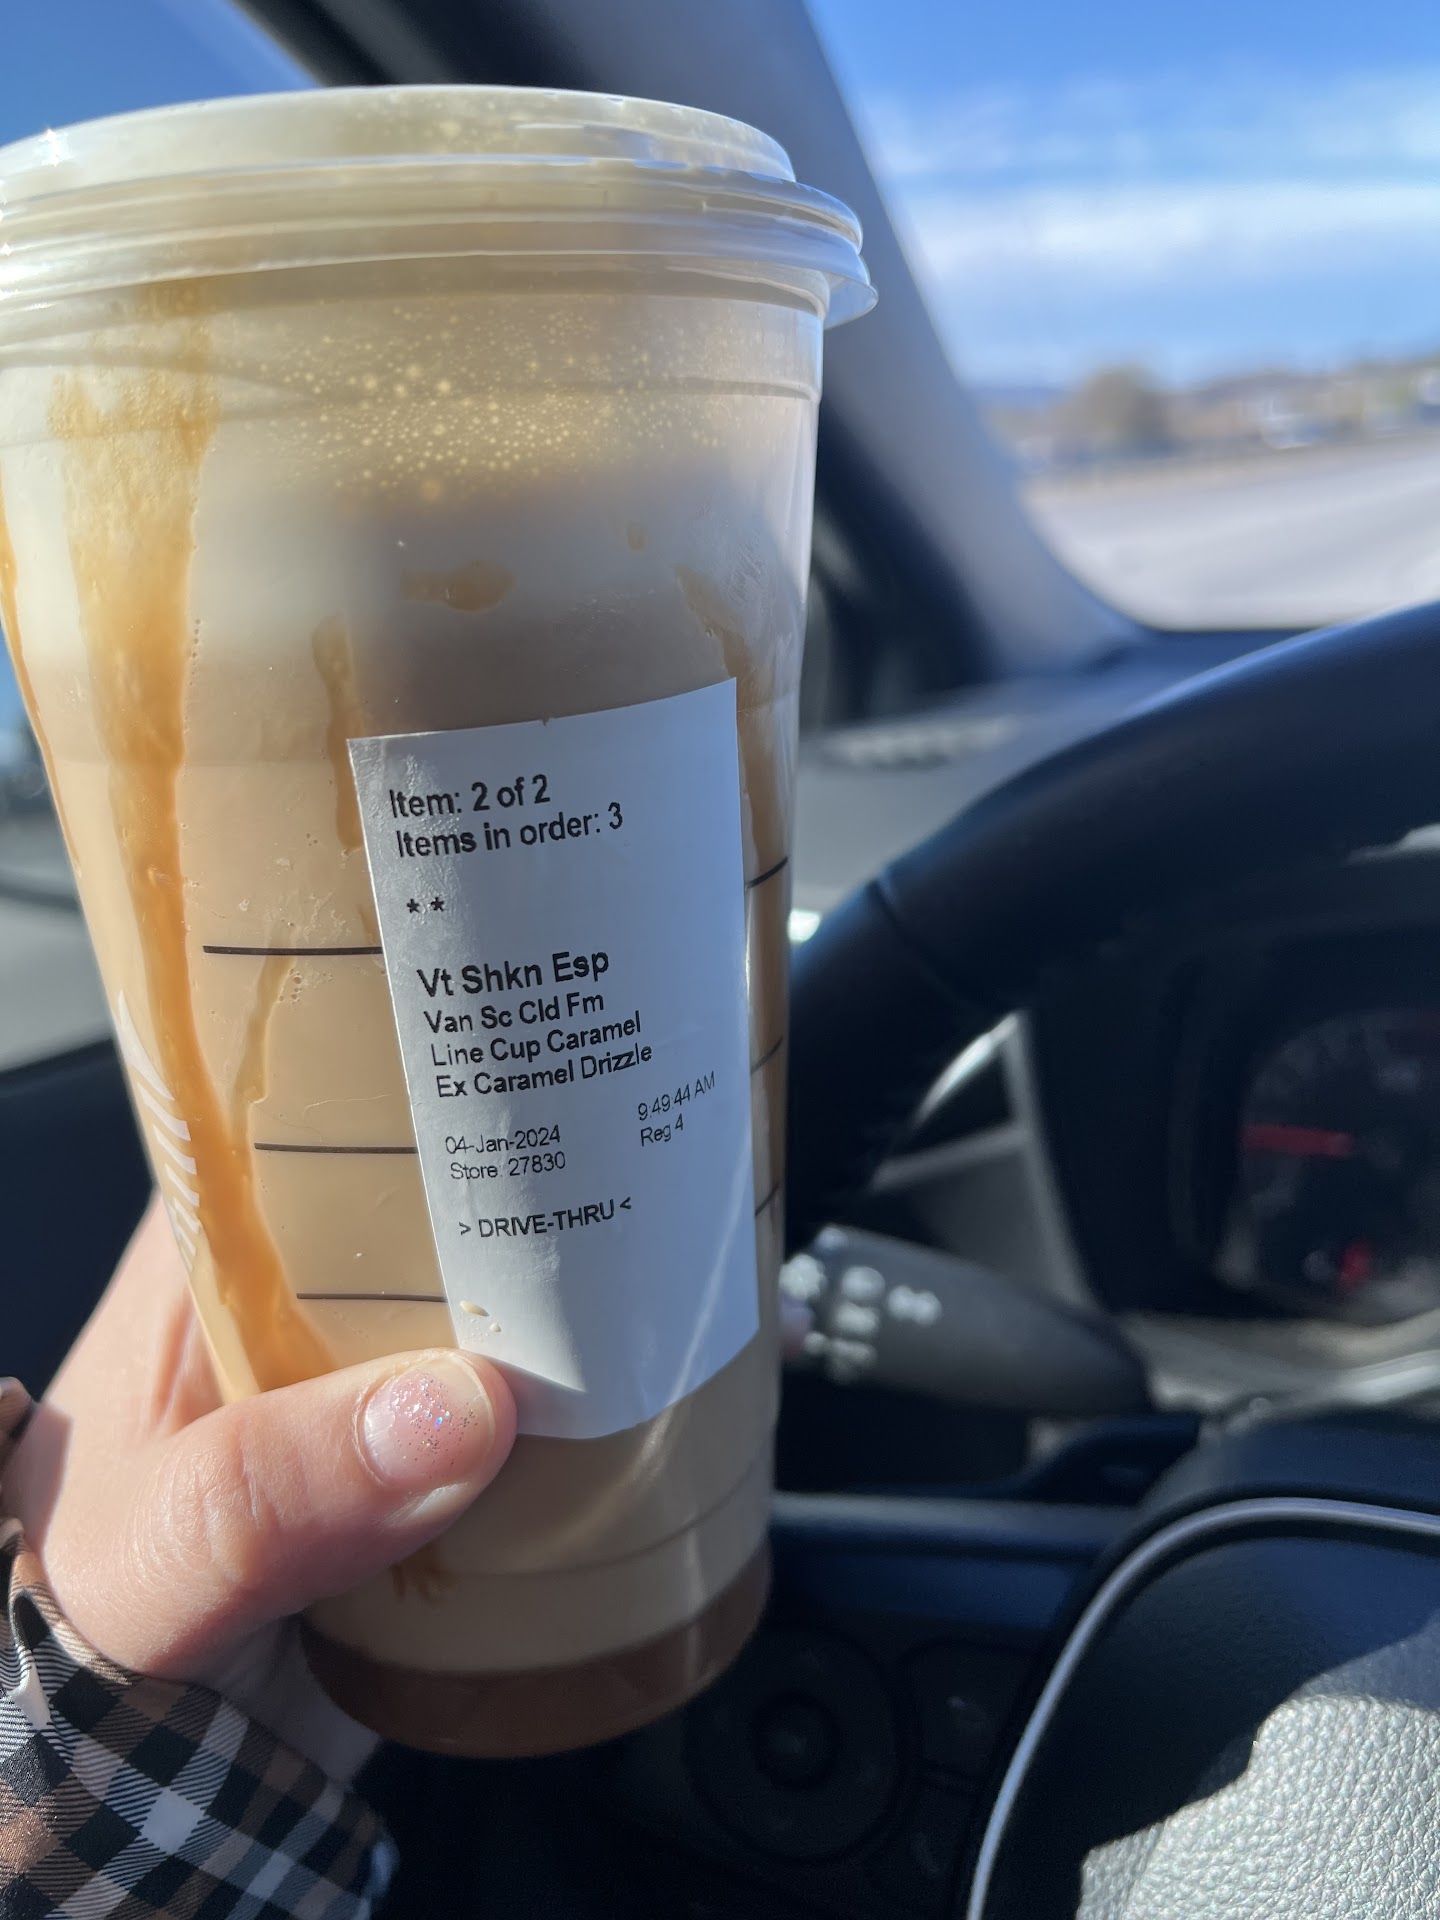 Item: 2 of 2
Items in order: 3
* *
Vt Shkn Esp
Van Sc Cld Fm
Line Cup Caramel
Ex Caramel Drizzle
04-Jan-2024 9:49:44 AM
Store: 27830 Reg 4
> DRIVE-THRU <